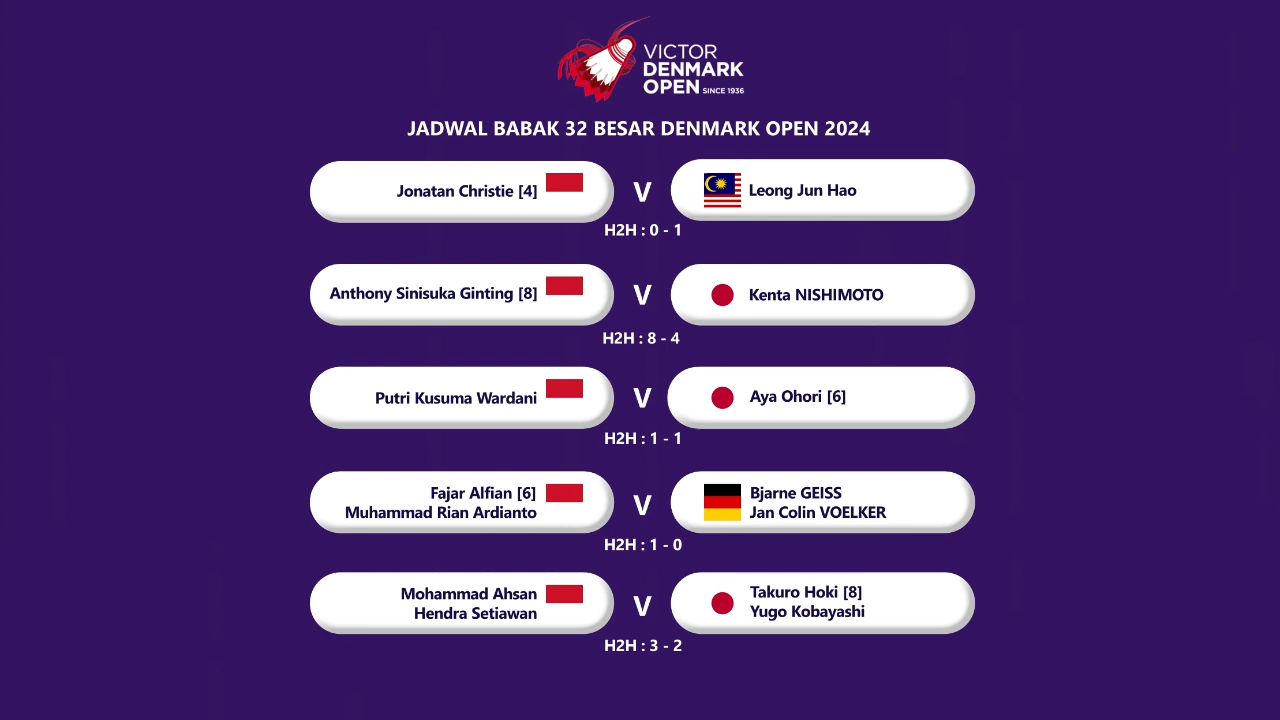 VICTOR
DENMARK
OPEN SINCE 1936
JADWAL BABAK 32 BESAR DENMARK OPEN 2024
Jonatan Christie [4] V Leong Jun Hao
H2H : 0 - 1
Anthony Sinisuka Ginting [8] V Kenta NISHIMOTO
H2H : 8 - 4
Putri Kusuma Wardani V Aya Ohori [6]
H2H : 1 - 1
Fajar Alfian [6]
Muhammad Rian Ardianto
V
Bjarne GEISS
Jan Colin VOELKER
H2H : 1 - 0
Mohammad Ahsan
Hendra Setiawan
V
Takuro Hoki [8]
Yugo Kobayashi
H2H : 3 - 2